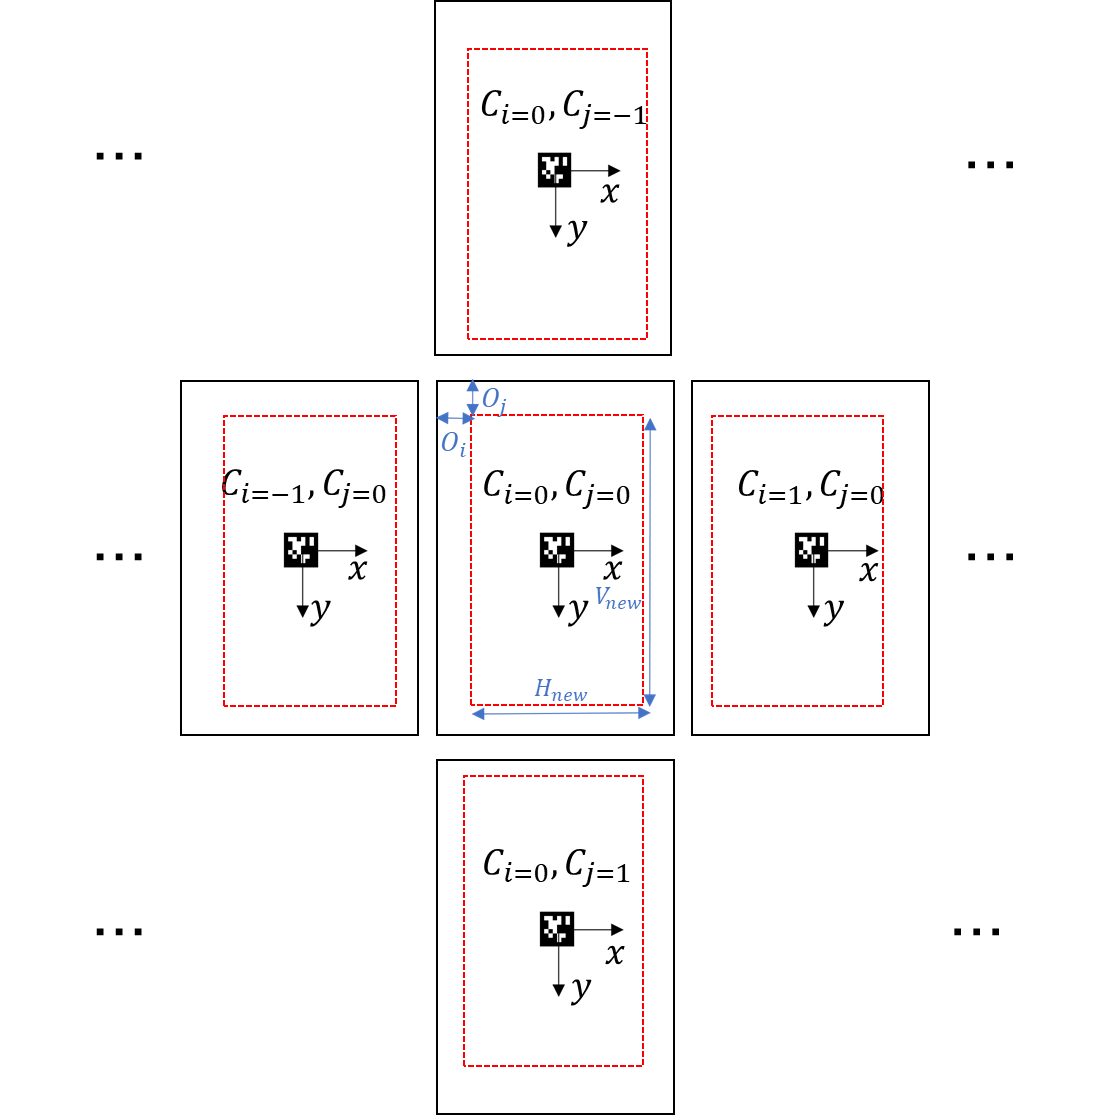 C_{i=0}, C_{j=-1}
... ...
x
y
O_j
O_i
C_{i=-1}, C_{j=0} C_{i=0}, C_{j=0} C_{i=1}, C_{j=0}
... ...
x x x
y y V_{new} y
H_{new}
C_{i=0}, C_{j=1}
... ...
x
y